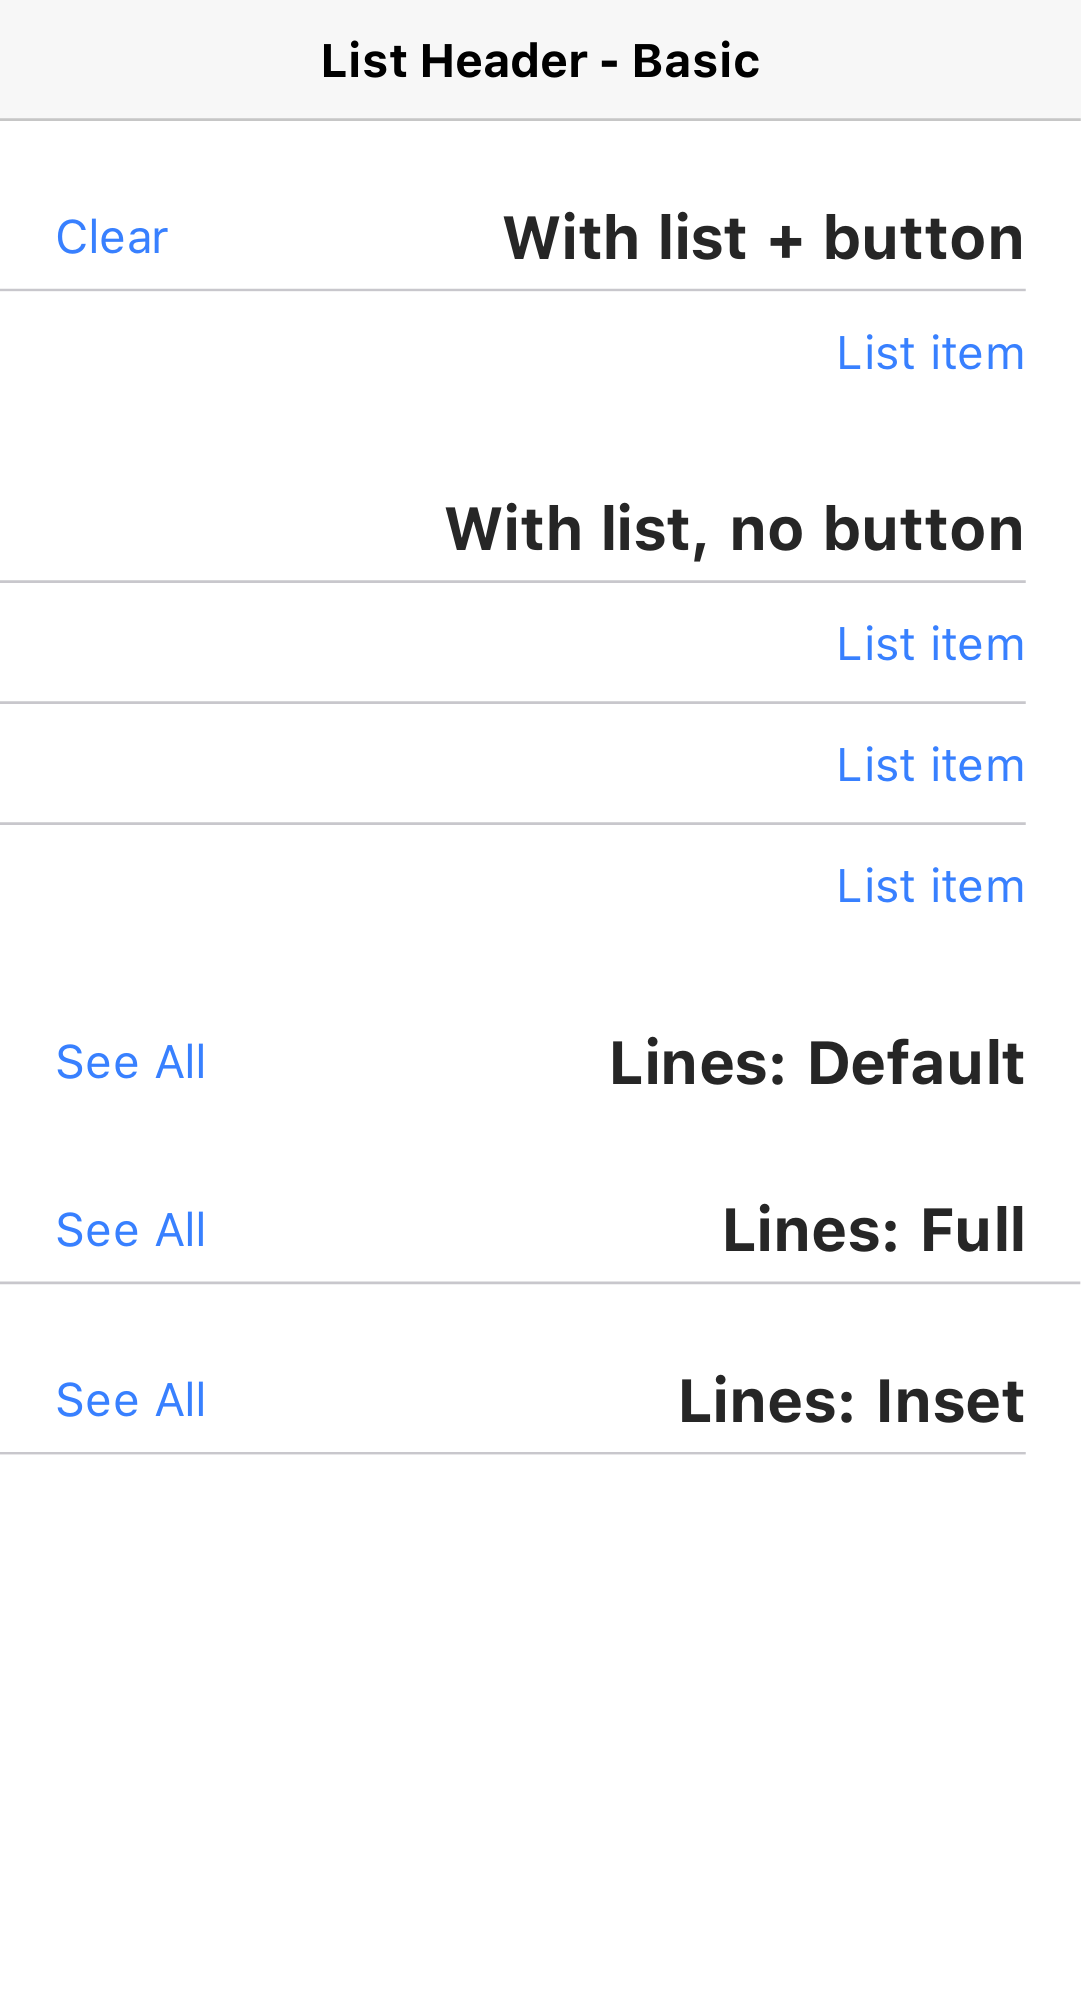 List Header - Basic
With list + button Clear
List item
With list, no button
List item
List item
List item
Lines: Default See All
Lines: Full See All
Lines: Inset See All